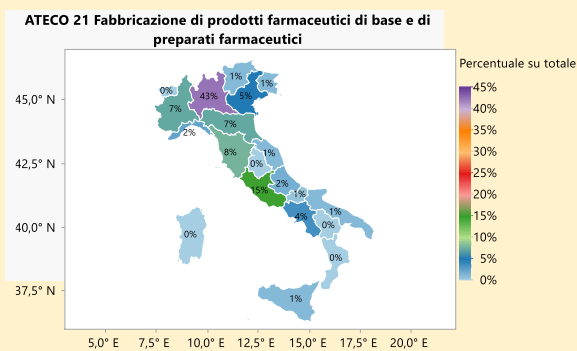 ATECO 21 Fabbricazione di prodotti farmaceutici di base e di
preparati farmaceutici
Percentuale su totale
45%
40%
35%
30%
25%
20%
15%
10%
5%
0%
45,0° N
42,5° N
40,0° N
37,5° N
1%
1%
0%
43%
5%
7%
7%
2%
8%
1%
0%
2%
15%
1%
1%
4%
0%
0%
0%
1%
5,0° E
7,5° E
10,0° E
12,5° E
15,0° E
17,5° E
20,0° E